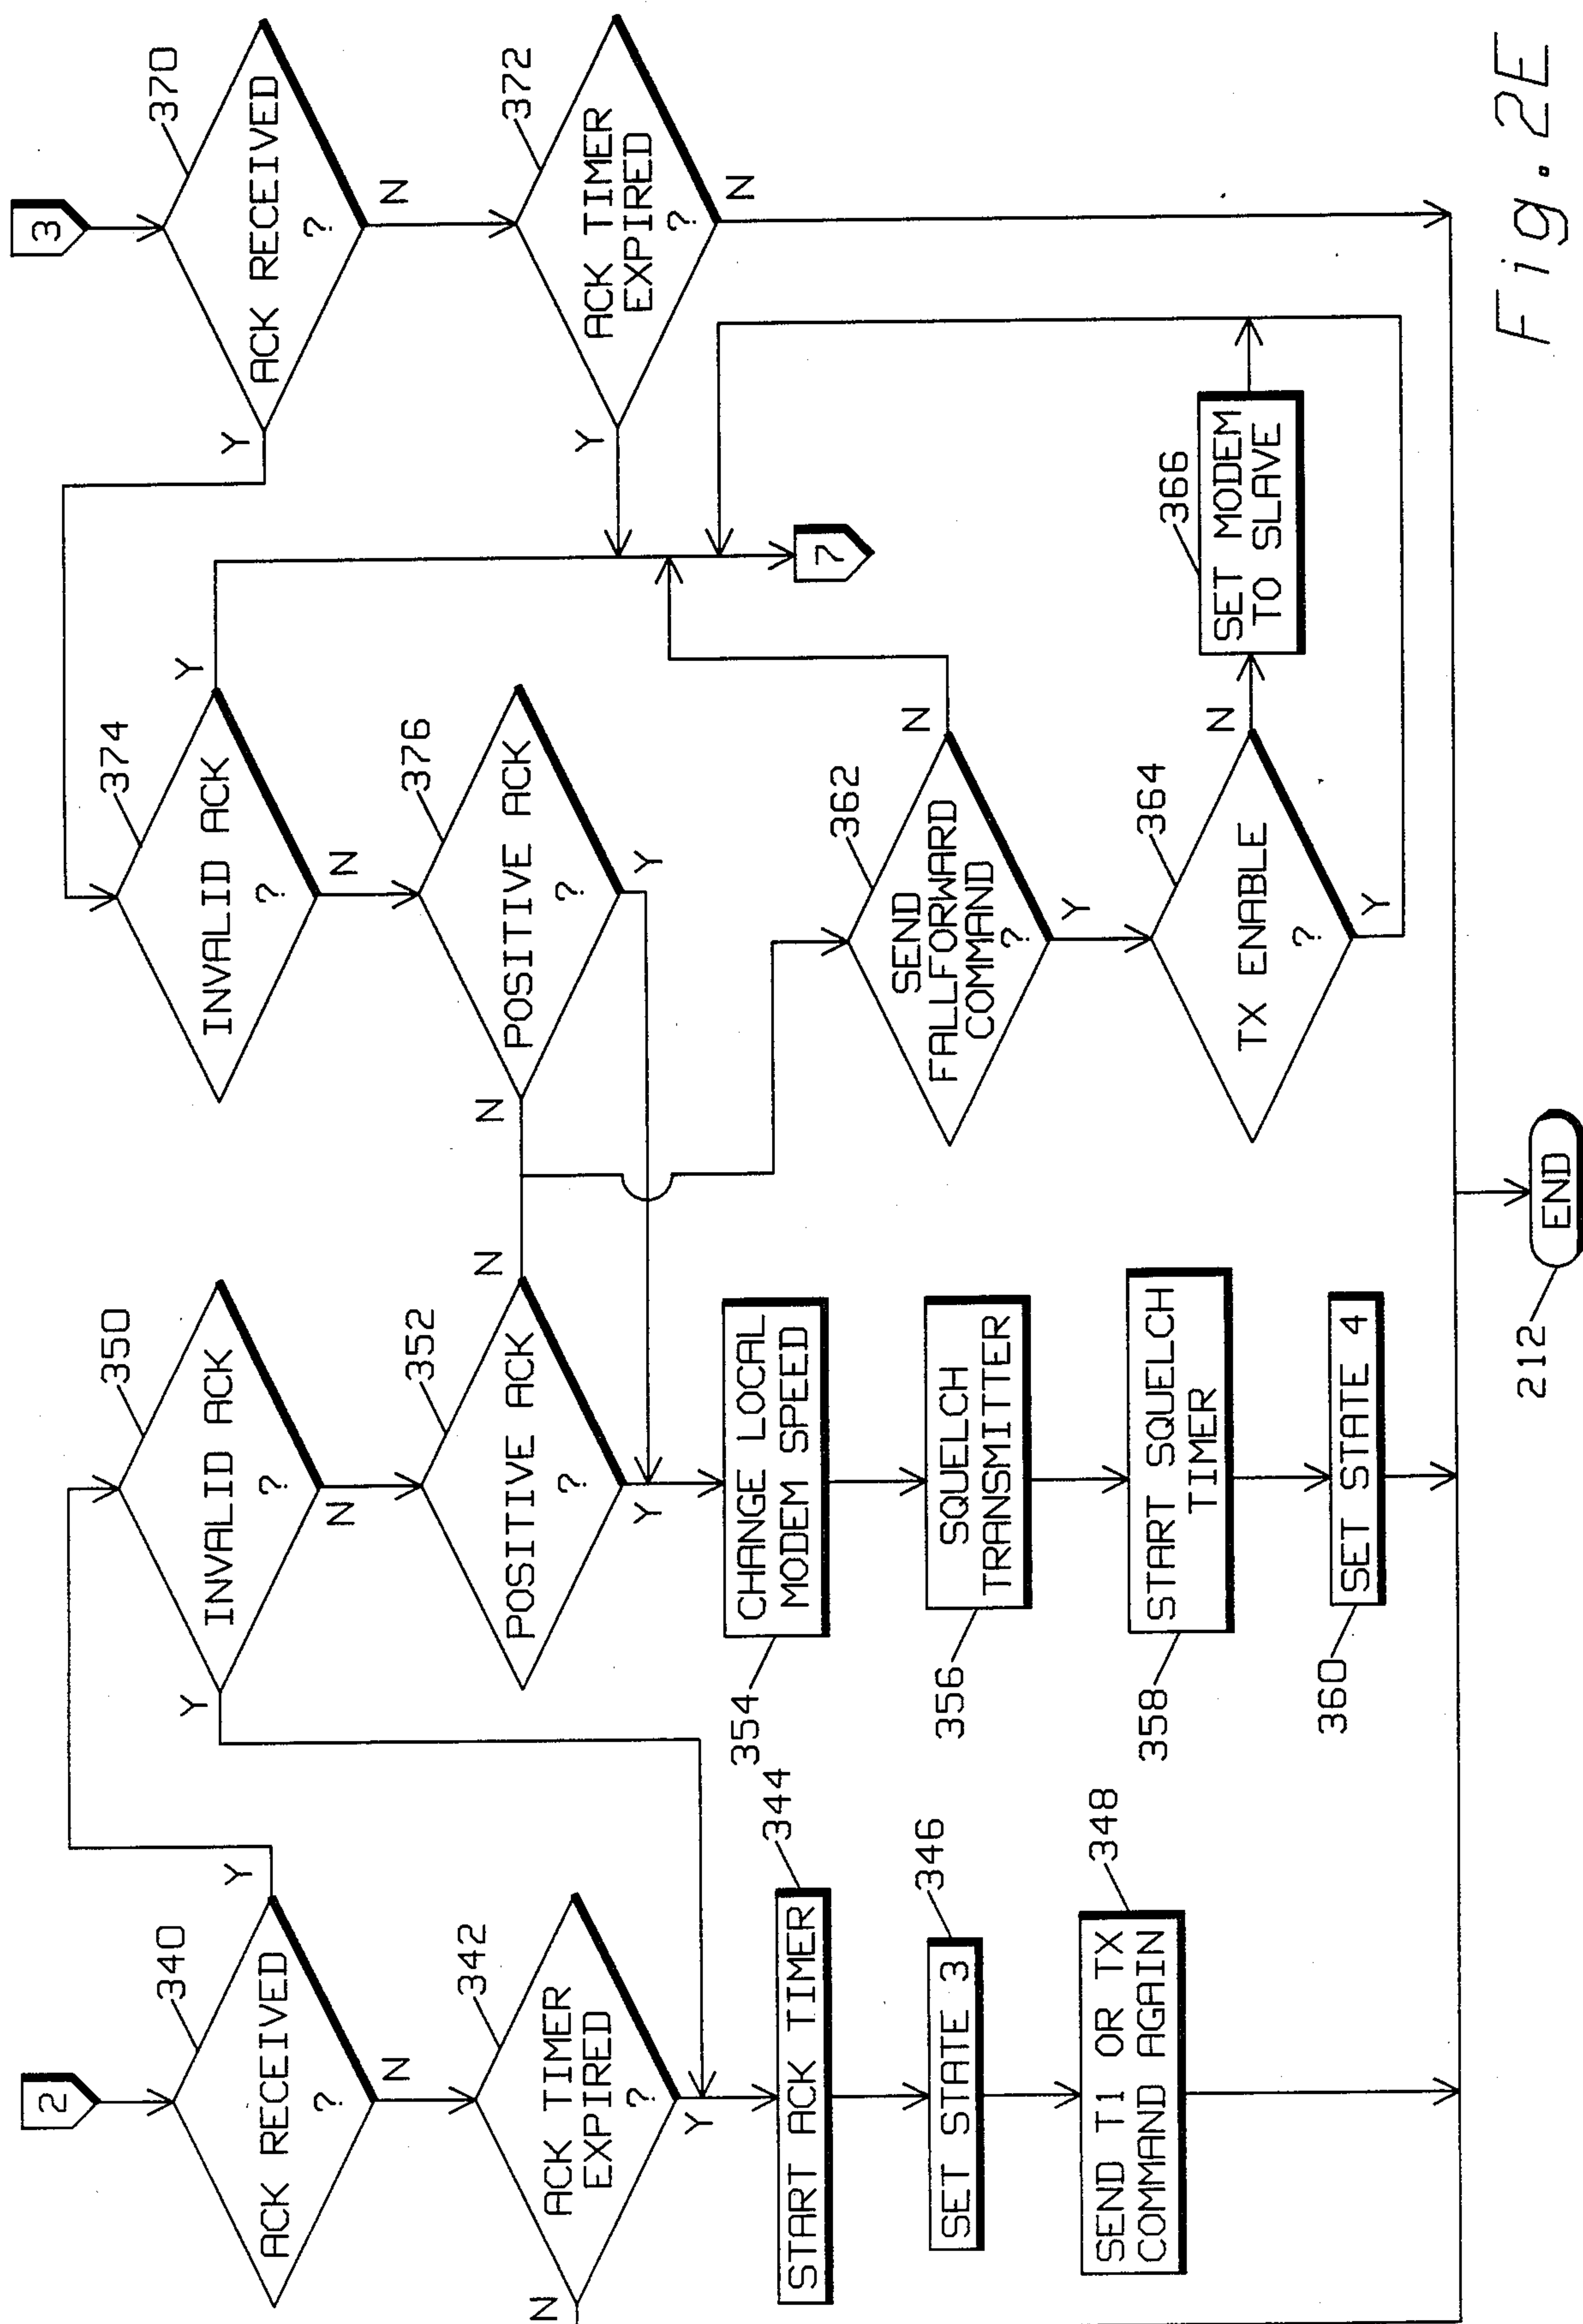 2
ACK RECEIVED
?
340
Y
N
ACK TIMER
EXPIRED
?
342
N
Y
START ACK TIMER
344
SET STATE 3
346
SEND T1 OR TX
COMMAND AGAIN
348
INVALID ACK
?
350
Y
N
POSITIVE ACK
?
352
N
Y
CHANGE LOCAL
MODEM SPEED
354
SQUELCH
TRANSMITTER
356
START SQUELCH
TIMER
358
SET STATE 4
360
INVALID ACK
?
374
Y
N
POSITIVE ACK
?
376
N
Y
SEND
FALLFORWARD
COMMAND
?
362
N
Y
TX ENABLE
?
364
N
Y
SET MODEM
TO SLAVE
366
7
3
ACK RECEIVED
?
370
Y
N
ACK TIMER
EXPIRED
?
372
Y
N
212
END
Fig. 2E